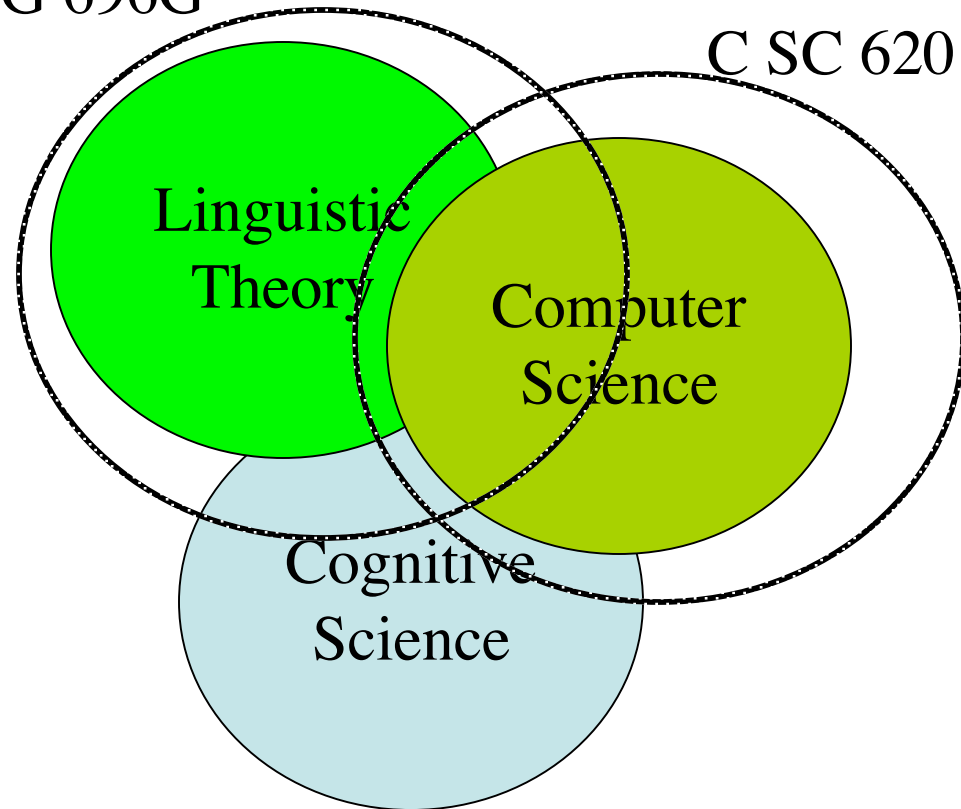 C SC 620
Linguistic
Theory
Computer
Science
Cognitive
Science